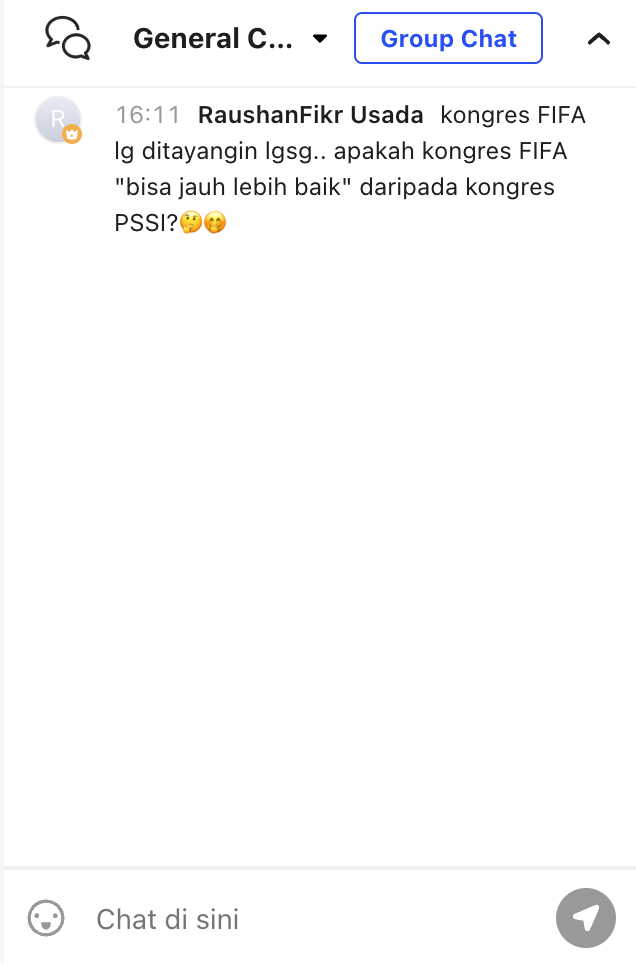 General C... Group Chat
R 16:11 RaushanFikr Usada kongres FIFA
lg ditayangin lgsg.. apakah kongres FIFA
"bisa jauh lebih baik" daripada kongres
PSSI?🤔🤭
Chat di sini